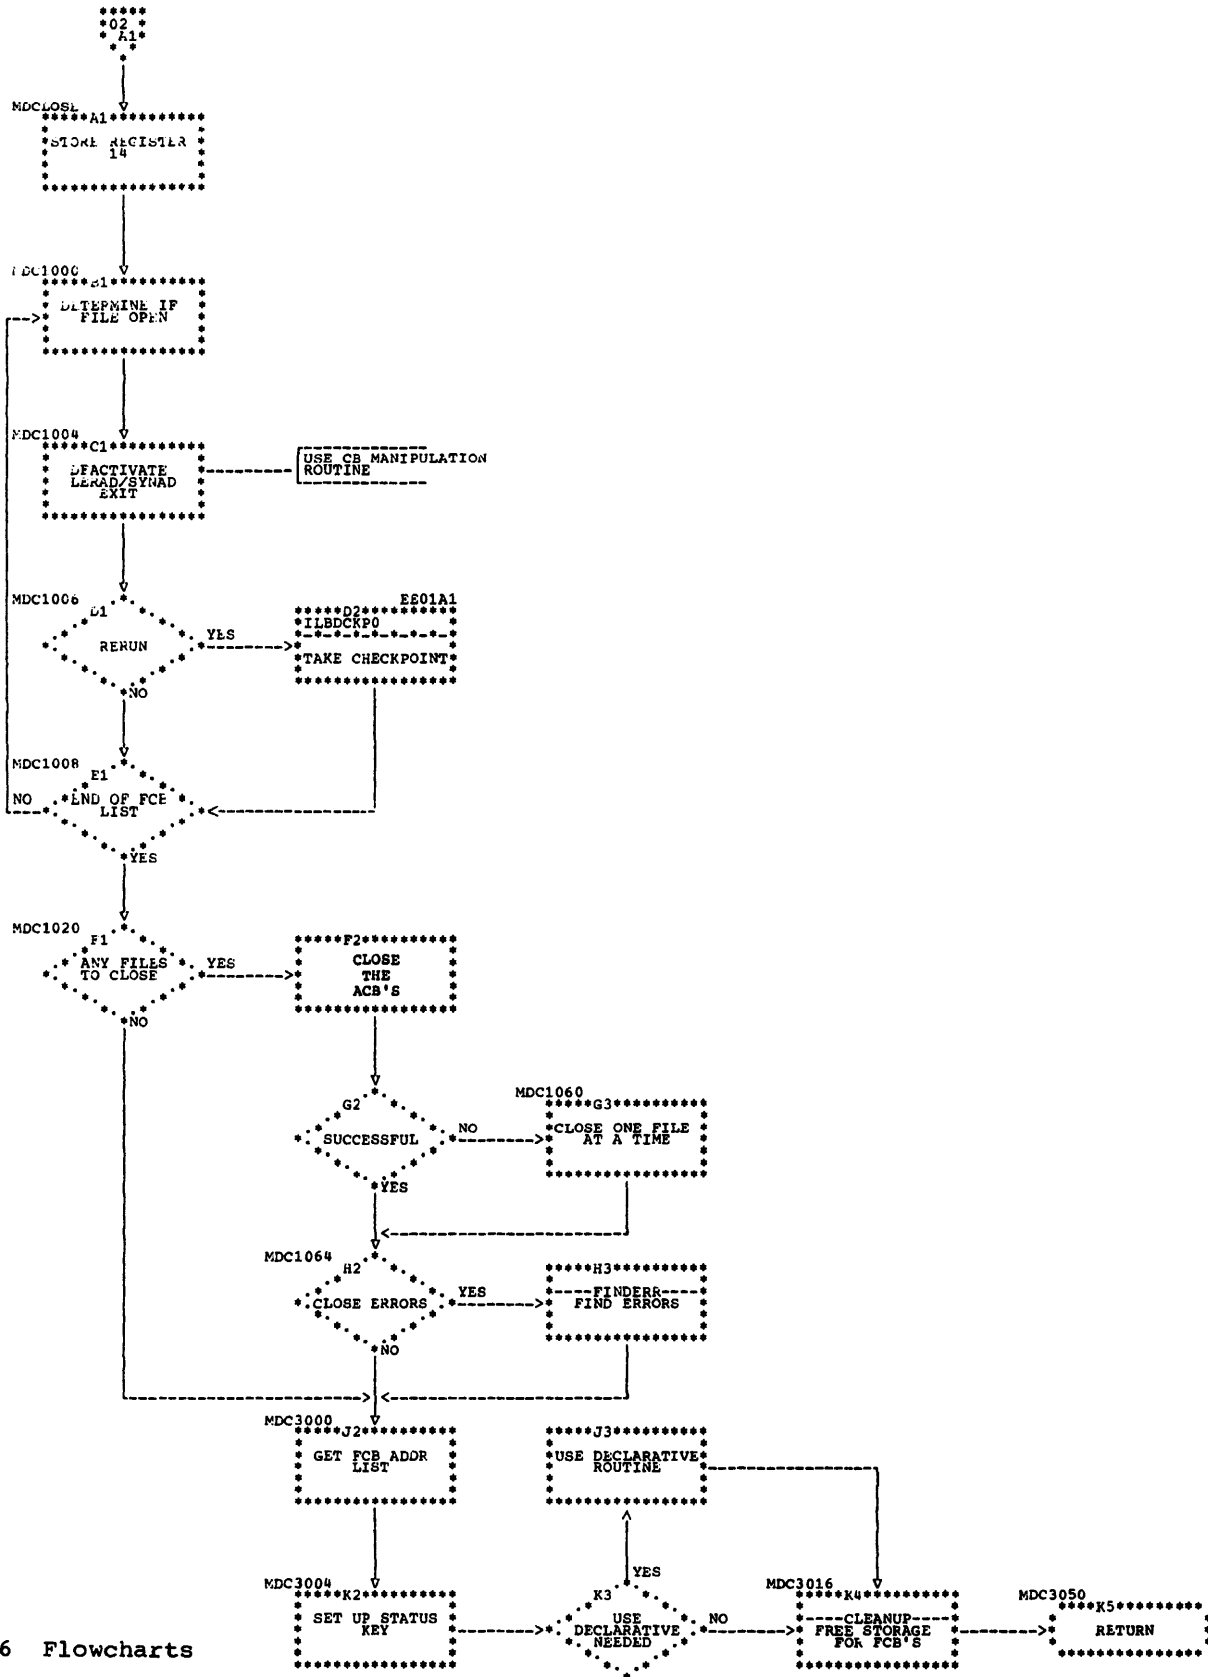 02
A1
MDCLOSE
A1
STORE REGISTER
14
MDC1000
B1
DETERMINE IF
FILE OPEN
MDC1004
C1
DEACTIVATE
LERAD/SYNAD
EXIT
USE CB MANIPULATION
ROUTINE
MDC1006
D1
RERUN
YES
NO
EE01A1
D2
ILBDCKP0
TAKE CHECKPOINT
MDC1008
E1
END OF FCB
LIST
NO
YES
MDC1020
F1
ANY FILES
TO CLOSE
YES
NO
F2
CLOSE
THE
ACB'S
G2
SUCCESSFUL
NO
YES
MDC1060
G3
CLOSE ONE FILE
AT A TIME
MDC1064
H2
CLOSE ERRORS
YES
NO
H3
FINDERR
FIND ERRORS
MDC3000
J2
GET FCB ADDR
LIST
J3
USE DECLARATIVE
ROUTINE
MDC3004
K2
SET UP STATUS
KEY
YES
K3
USE
DECLARATIVE
NEEDED
NO
MDC3016
K4
CLEANUP
FREE STORAGE
FOR FCB'S
MDC3050
K5
RETURN
6 Flowcharts